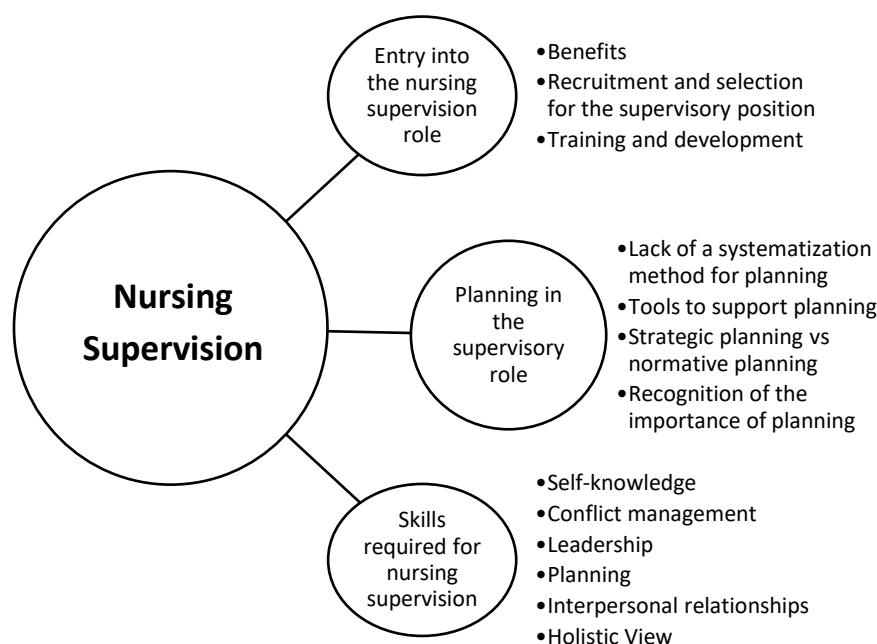 Nursing
Supervision
Entry into
the nursing
supervision
role
•Benefits
•Recruitment and selection
for the supervisory position
•Training and development
Planning in
the
supervisory
role
•Lack of a systematization
method for planning
•Tools to support planning
•Strategic planning vs
normative planning
•Recognition of the
importance of planning
Skills
required for
nursing
supervision
•Self-knowledge
•Conflict management
•Leadership
•Planning
•Interpersonal relationships
•Holistic View